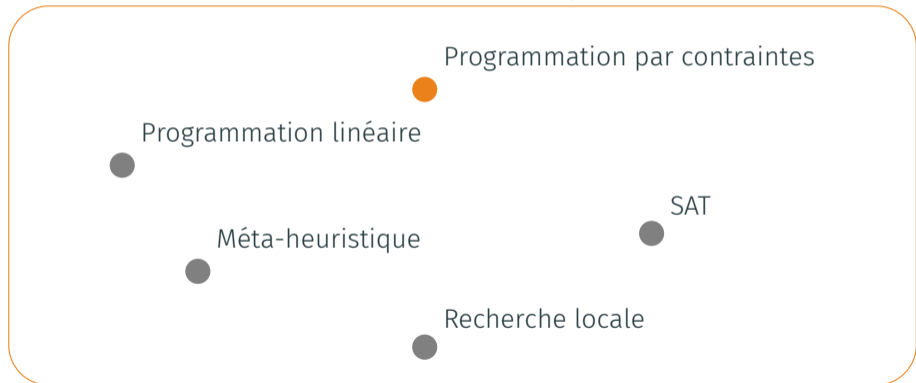 Programmation par contraintes
Programmation linéaire
SAT
Méta-heuristique
Recherche locale